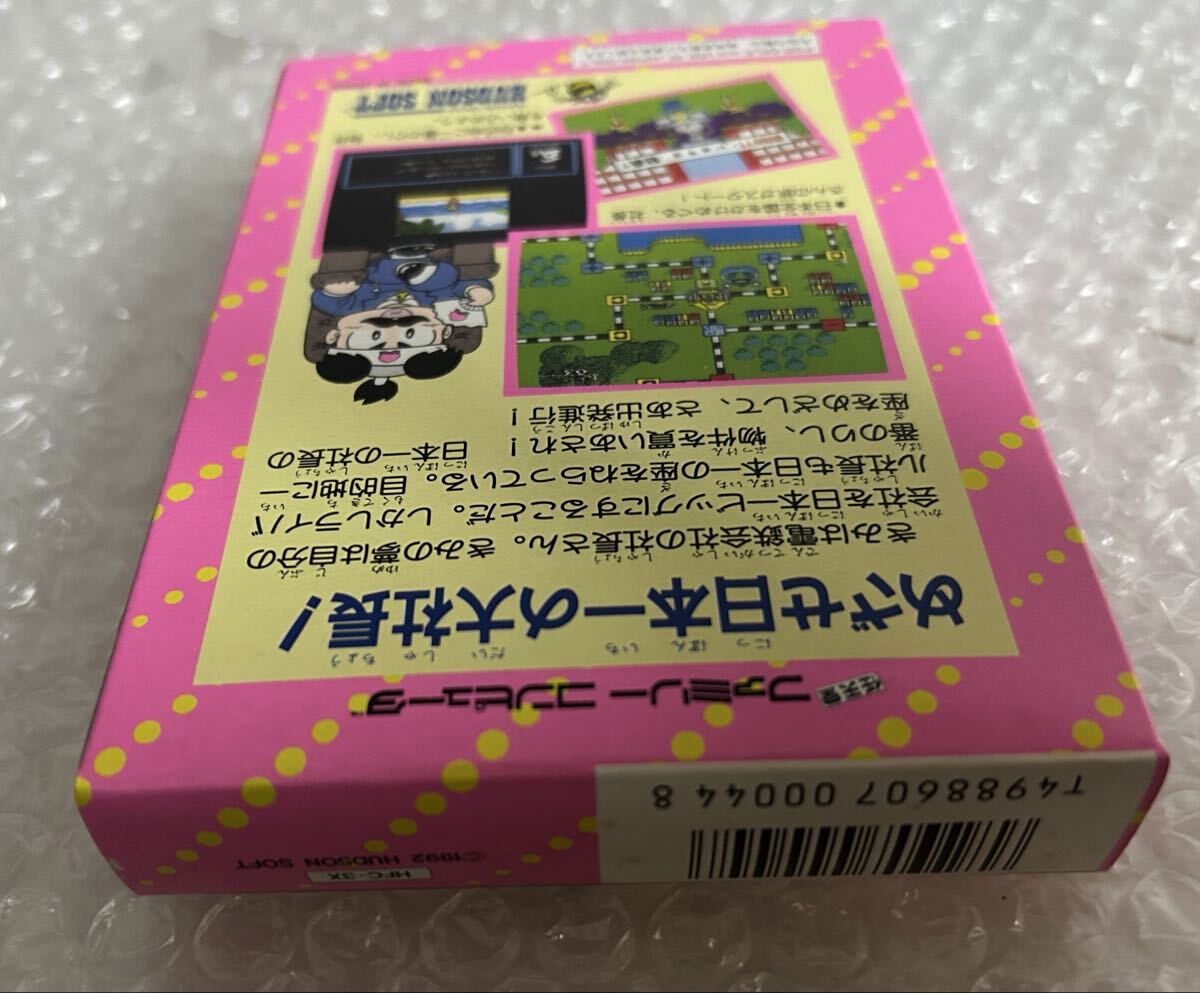 任天堂
ファミリー コンピュータ™
めざせ日本一の大社長!
きみは電鉄会社の社長さん。きみの夢は自分の
会社を日本一ビッグにすることだ。しかしライバ
ル社長も日本一の座をねらっている。目的地に一
番のりし、物件を買いあされ! 日本一の社長の
座をめざして、さあ出発進行!
HUDSON SOFT
T4988607 000448
©1992 HUDSON SOFT
HFC-3X